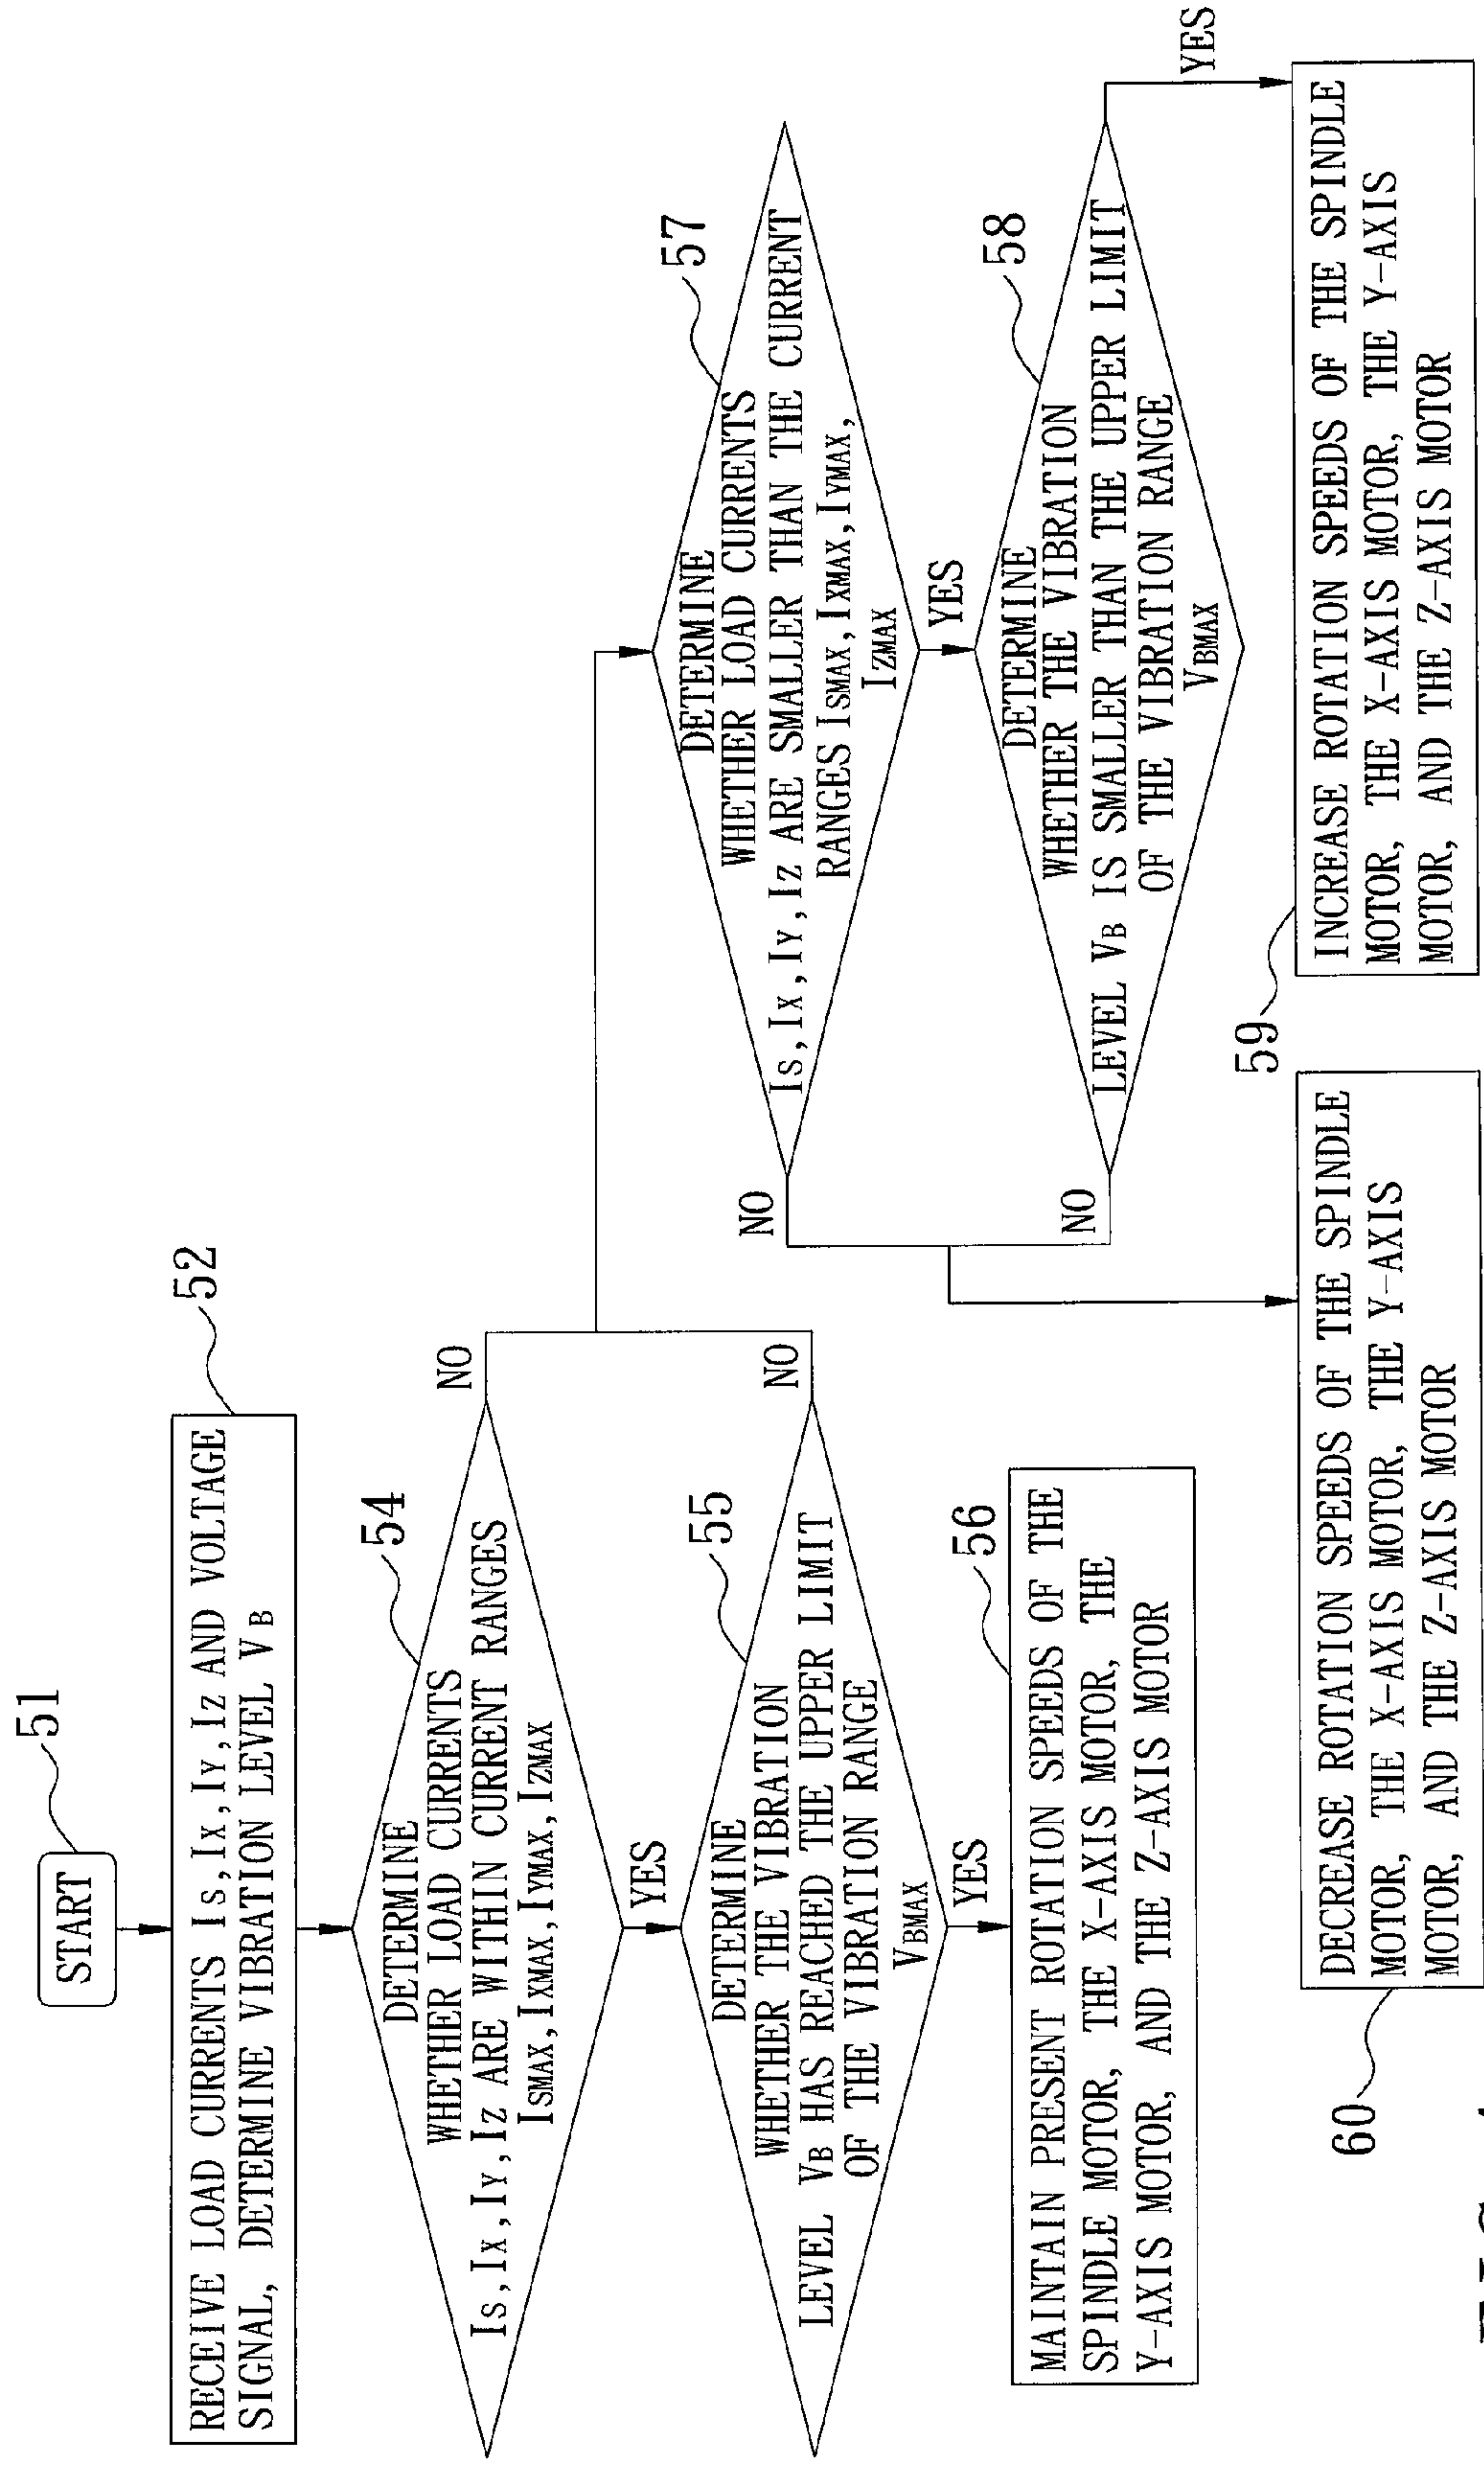 51
START
52
RECEIVE LOAD CURRENTS IS, IX, IY, IZ AND VOLTAGE
SIGNAL, DETERMINE VIBRATION LEVEL VB
54
DETERMINE
WHETHER LOAD CURRENTS
IS, IX, IY, IZ ARE WITHIN CURRENT RANGES
ISMAX, IXMAX, IYMAX, IZMAX
NO
YES
55
DETERMINE
WHETHER THE VIBRATION
LEVEL VB HAS REACHED THE UPPER LIMIT
OF THE VIBRATION RANGE
VBMAX
NO
YES
56
MAINTAIN PRESENT ROTATION SPEEDS OF THE
SPINDLE MOTOR, THE X-AXIS MOTOR, THE
Y-AXIS MOTOR, AND THE Z-AXIS MOTOR
57
DETERMINE
WHETHER LOAD CURRENTS
IS, IX, IY, IZ ARE SMALLER THAN THE CURRENT
RANGES ISMAX, IXMAX, IYMAX,
IZMAX
NO
YES
58
DETERMINE
WHETHER THE VIBRATION
LEVEL VB IS SMALLER THAN THE UPPER LIMIT
OF THE VIBRATION RANGE
VBMAX
NO
YES
59
INCREASE ROTATION SPEEDS OF THE SPINDLE
MOTOR, THE X-AXIS MOTOR, THE Y-AXIS
MOTOR, AND THE Z-AXIS MOTOR
60
DECREASE ROTATION SPEEDS OF THE SPINDLE
MOTOR, THE X-AXIS MOTOR, THE Y-AXIS
MOTOR, AND THE Z-AXIS MOTOR